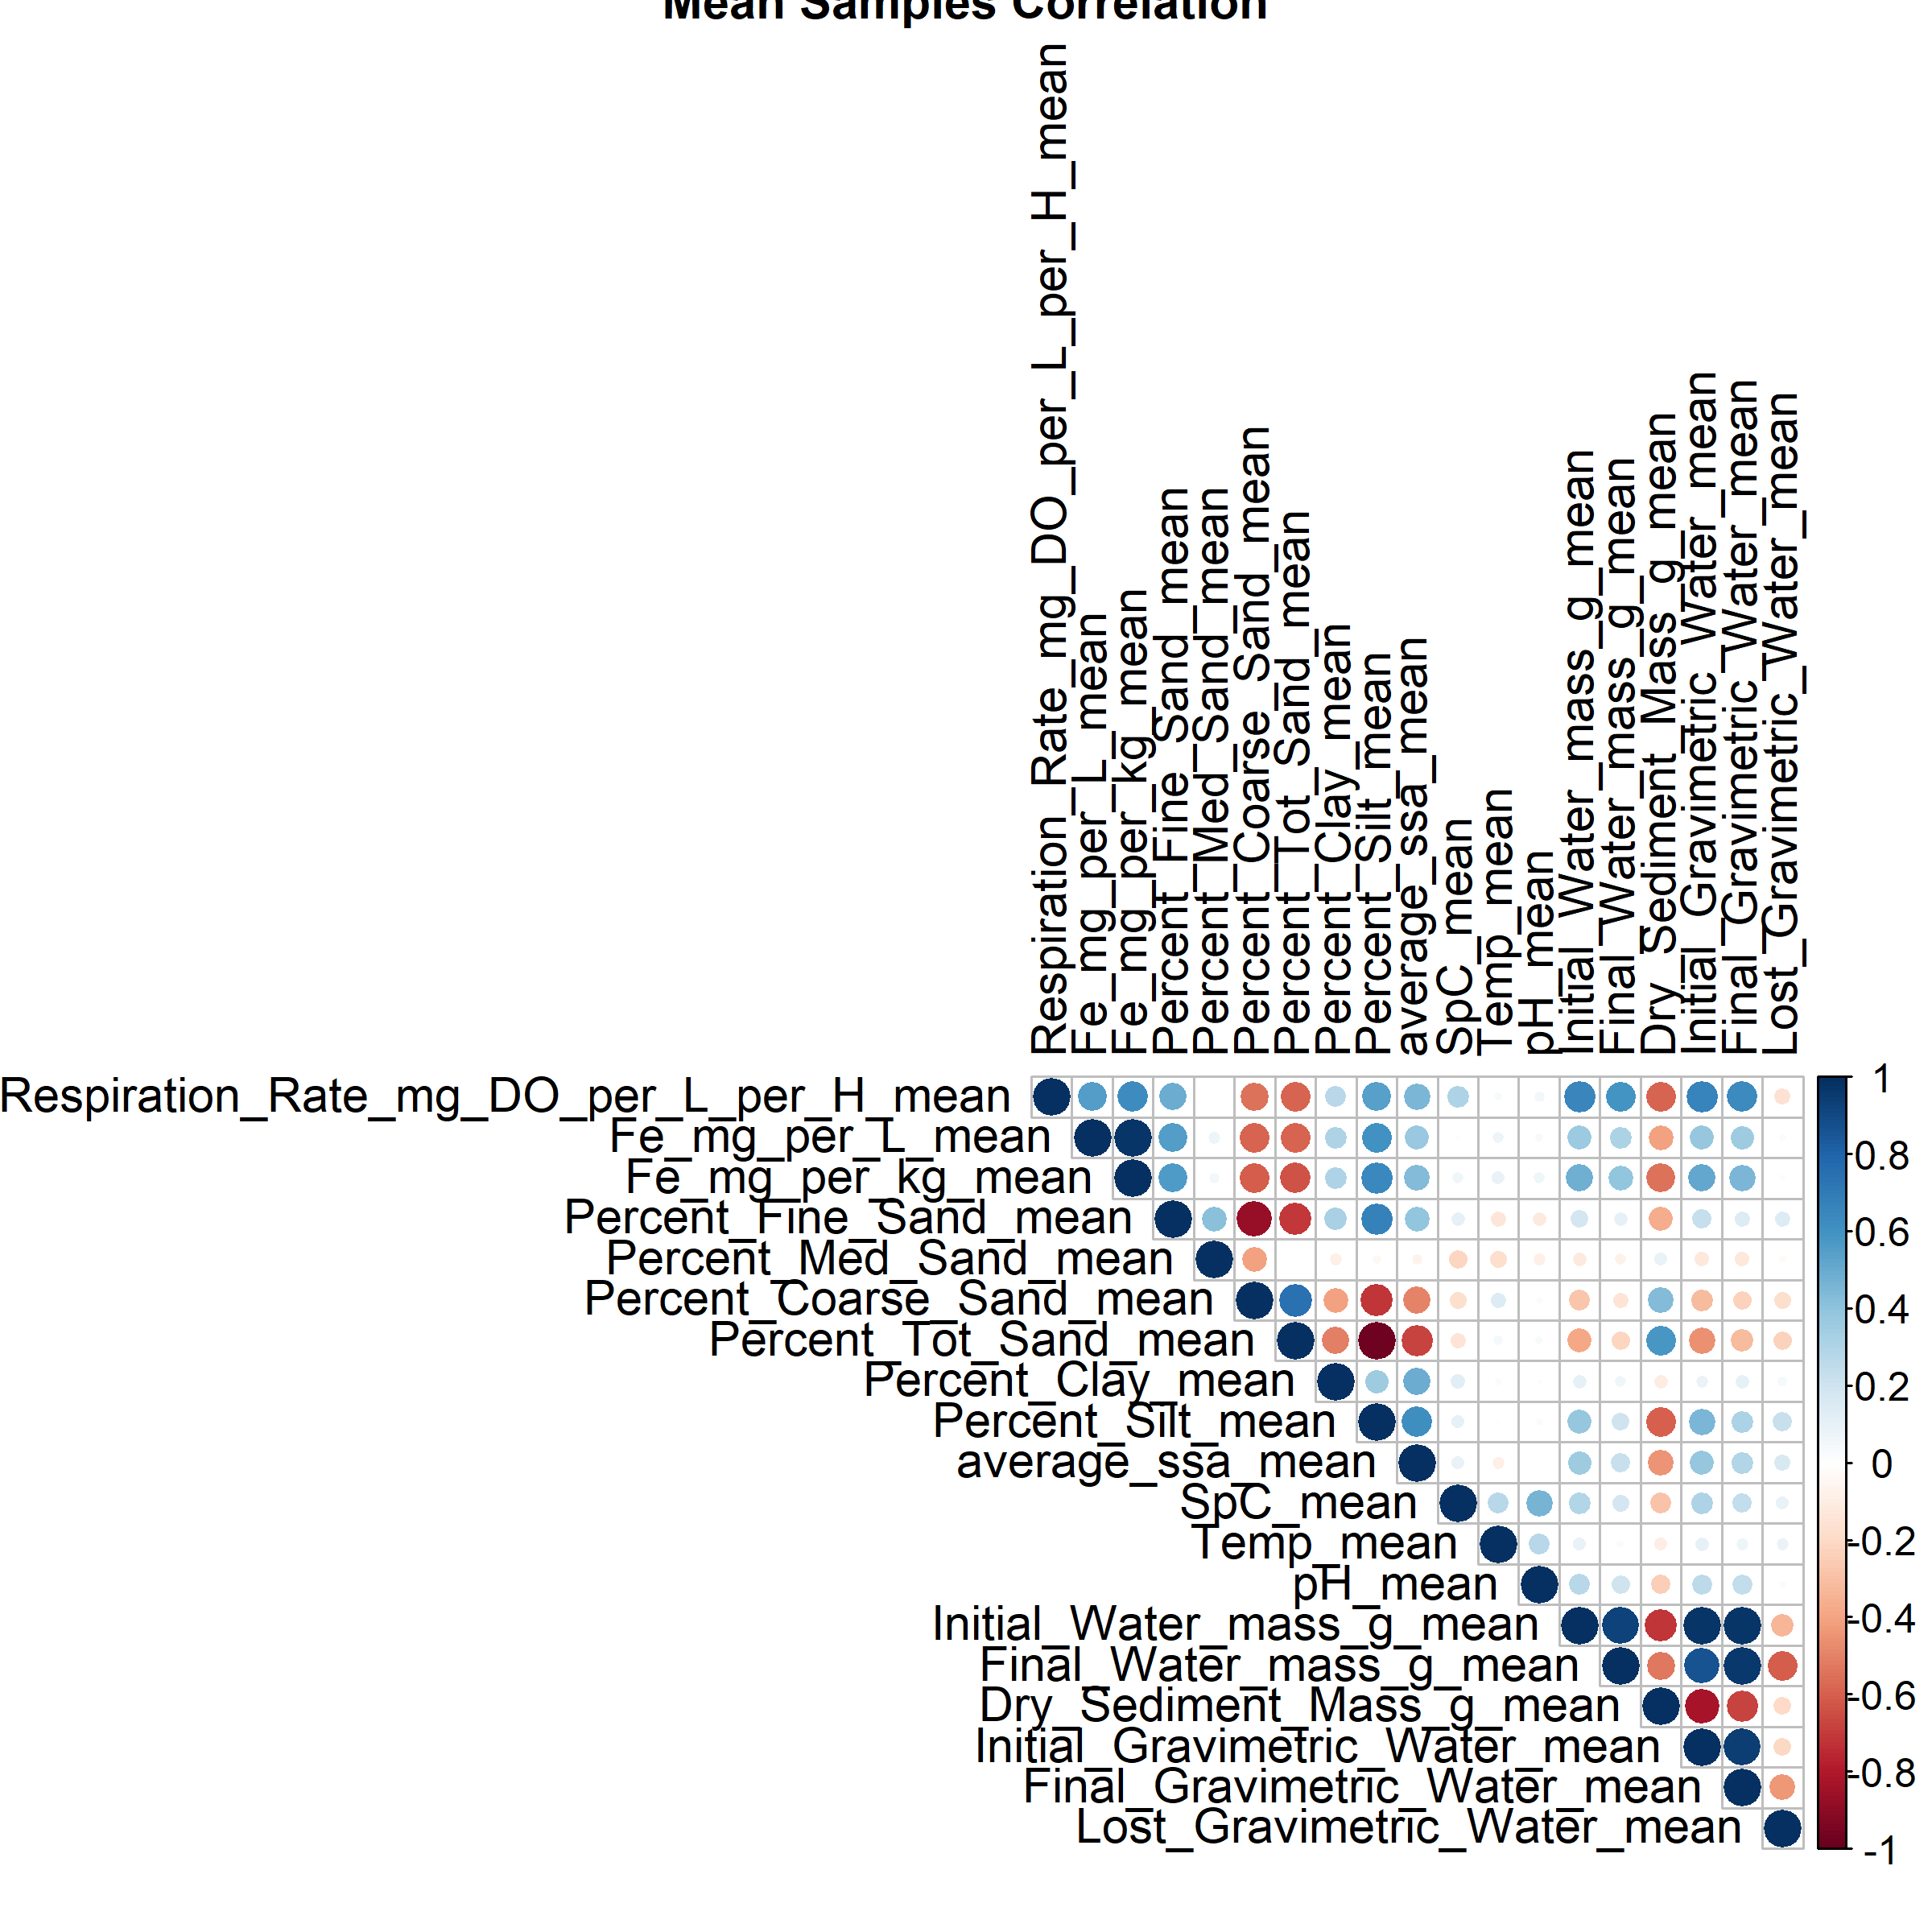 Mean Samples Correlation
Respiration_Rate_mg_DO_per_L_per_H_mean
Fe_mg_per_L_mean
Fe_mg_per_kg_mean
Percent_Fine_Sand_mean
Percent_Med_Sand_mean
Percent_Coarse_Sand_mean
Percent_Tot_Sand_mean
Percent_Clay_mean
Percent_Silt_mean
average_ssa_mean
SpC_mean
Temp_mean
pH_mean
Initial_Water_mass_g_mean
Final_Water_mass_g_mean
Dry_Sediment_Mass_g_mean
Initial_Gravimetric_Water_mean
Final_Gravimetric_Water_mean
Lost_Gravimetric_Water_mean
Respiration_Rate_mg_DO_per_L_per_H_mean
Fe_mg_per_L_mean
Fe_mg_per_kg_mean
Percent_Fine_Sand_mean
Percent_Med_Sand_mean
Percent_Coarse_Sand_mean
Percent_Tot_Sand_mean
Percent_Clay_mean
Percent_Silt_mean
average_ssa_mean
SpC_mean
Temp_mean
pH_mean
Initial_Water_mass_g_mean
Final_Water_mass_g_mean
Dry_Sediment_Mass_g_mean
Initial_Gravimetric_Water_mean
Final_Gravimetric_Water_mean
Lost_Gravimetric_Water_mean
1
0.8
0.6
0.4
0.2
0
-0.2
-0.4
-0.6
-0.8
-1